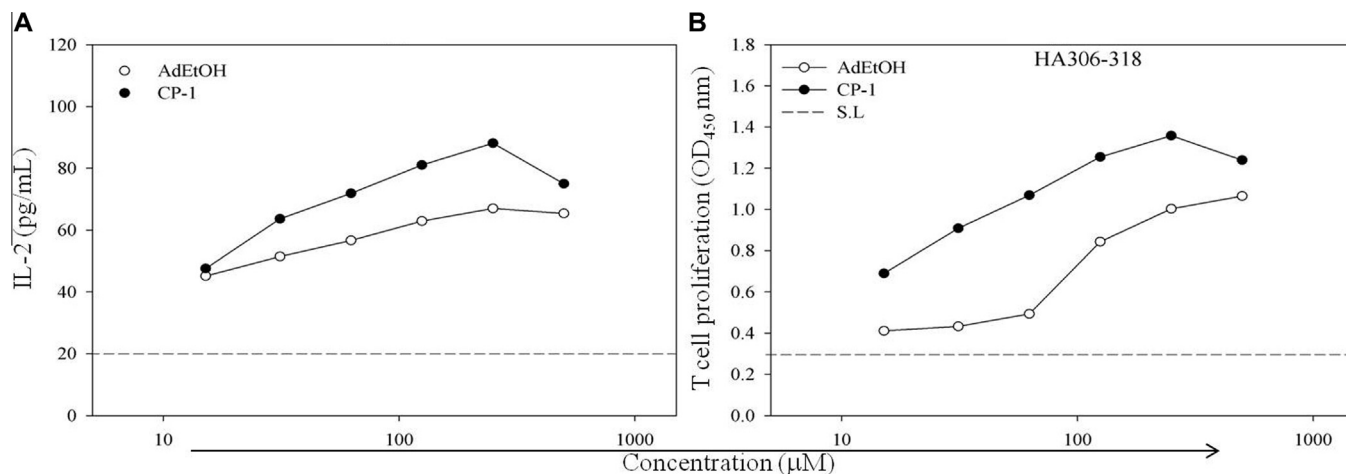 A
120
100
80
60
40
20
0
IL-2 (pg/mL)
AdEtOH
CP-1
10
100
1000
B
1.8
1.6
1.4
1.2
1.0
0.8
0.6
0.4
0.2
0.0
T cell proliferation (OD450 nm)
HA306-318
AdEtOH
CP-1
S.L
10
100
1000
Concentration (μM)